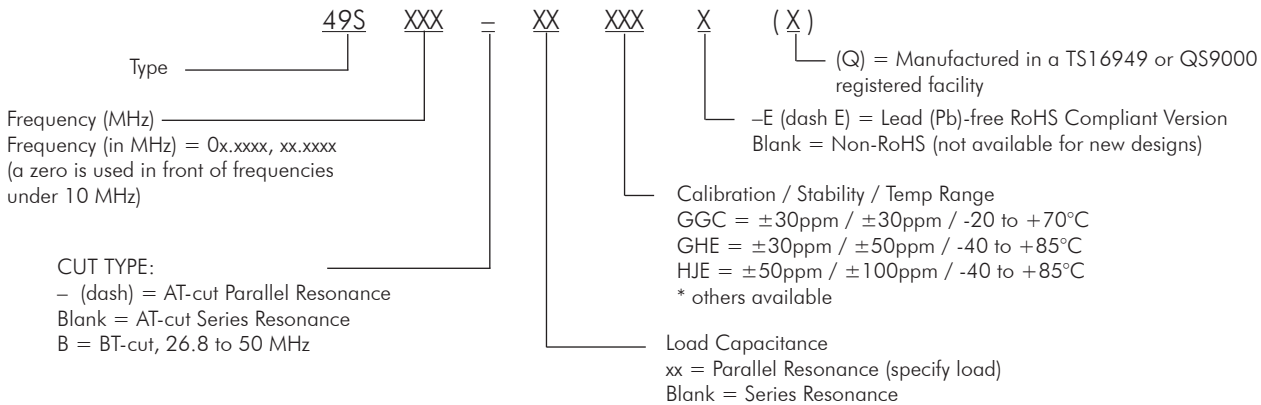 49S XXX – XX XXX X (X)
Type
(Q) = Manufactured in a TS16949 or QS9000
registered facility
Frequency (MHz)
Frequency (in MHz) = 0x.xxxx, xx.xxxx
(a zero is used in front of frequencies
under 10 MHz)
–E (dash E) = Lead (Pb)-free RoHS Compliant Version
Blank = Non-RoHS (not available for new designs)
Calibration / Stability / Temp Range
GGC = ±30ppm / ±30ppm / -20 to +70°C
GHE = ±30ppm / ±50ppm / -40 to +85°C
HJE = ±50ppm / ±100ppm / -40 to +85°C
* others available
CUT TYPE:
– (dash) = AT-cut Parallel Resonance
Blank = AT-cut Series Resonance
B = BT-cut, 26.8 to 50 MHz
Load Capacitance
xx = Parallel Resonance (specify load)
Blank = Series Resonance